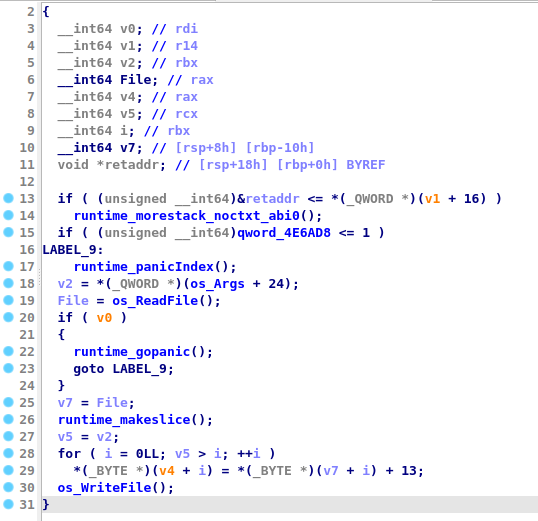 2 {
3 __int64 v0; // rdi
4 __int64 v1; // r14
5 __int64 v2; // rbx
6 __int64 File; // rax
7 __int64 v4; // rax
8 __int64 v5; // rcx
9 __int64 i; // rbx
10 __int64 v7; // [rsp+8h] [rbp-10h]
11 void *retaddr; // [rsp+18h] [rbp+0h] BYREF
12
13 if ( (unsigned __int64)&retaddr <= *(_QWORD *)(v1 + 16) )
14 runtime_morestack_noctxt_abi0();
15 if ( (unsigned __int64)qword_4E6AD8 <= 1 )
16 LABEL_9:
17 runtime_panicIndex();
18 v2 = *(_QWORD *)(os_Args + 24);
19 File = os_ReadFile();
20 if ( v0 )
21 {
22 runtime_gopanic();
23 goto LABEL_9;
24 }
25 v7 = File;
26 runtime_makeslice();
27 v5 = v2;
28 for ( i = 0LL; v5 > i; ++i )
29 *(_BYTE *)(v4 + i) = *(_BYTE *)(v7 + i) + 13;
30 os_WriteFile();
31 }